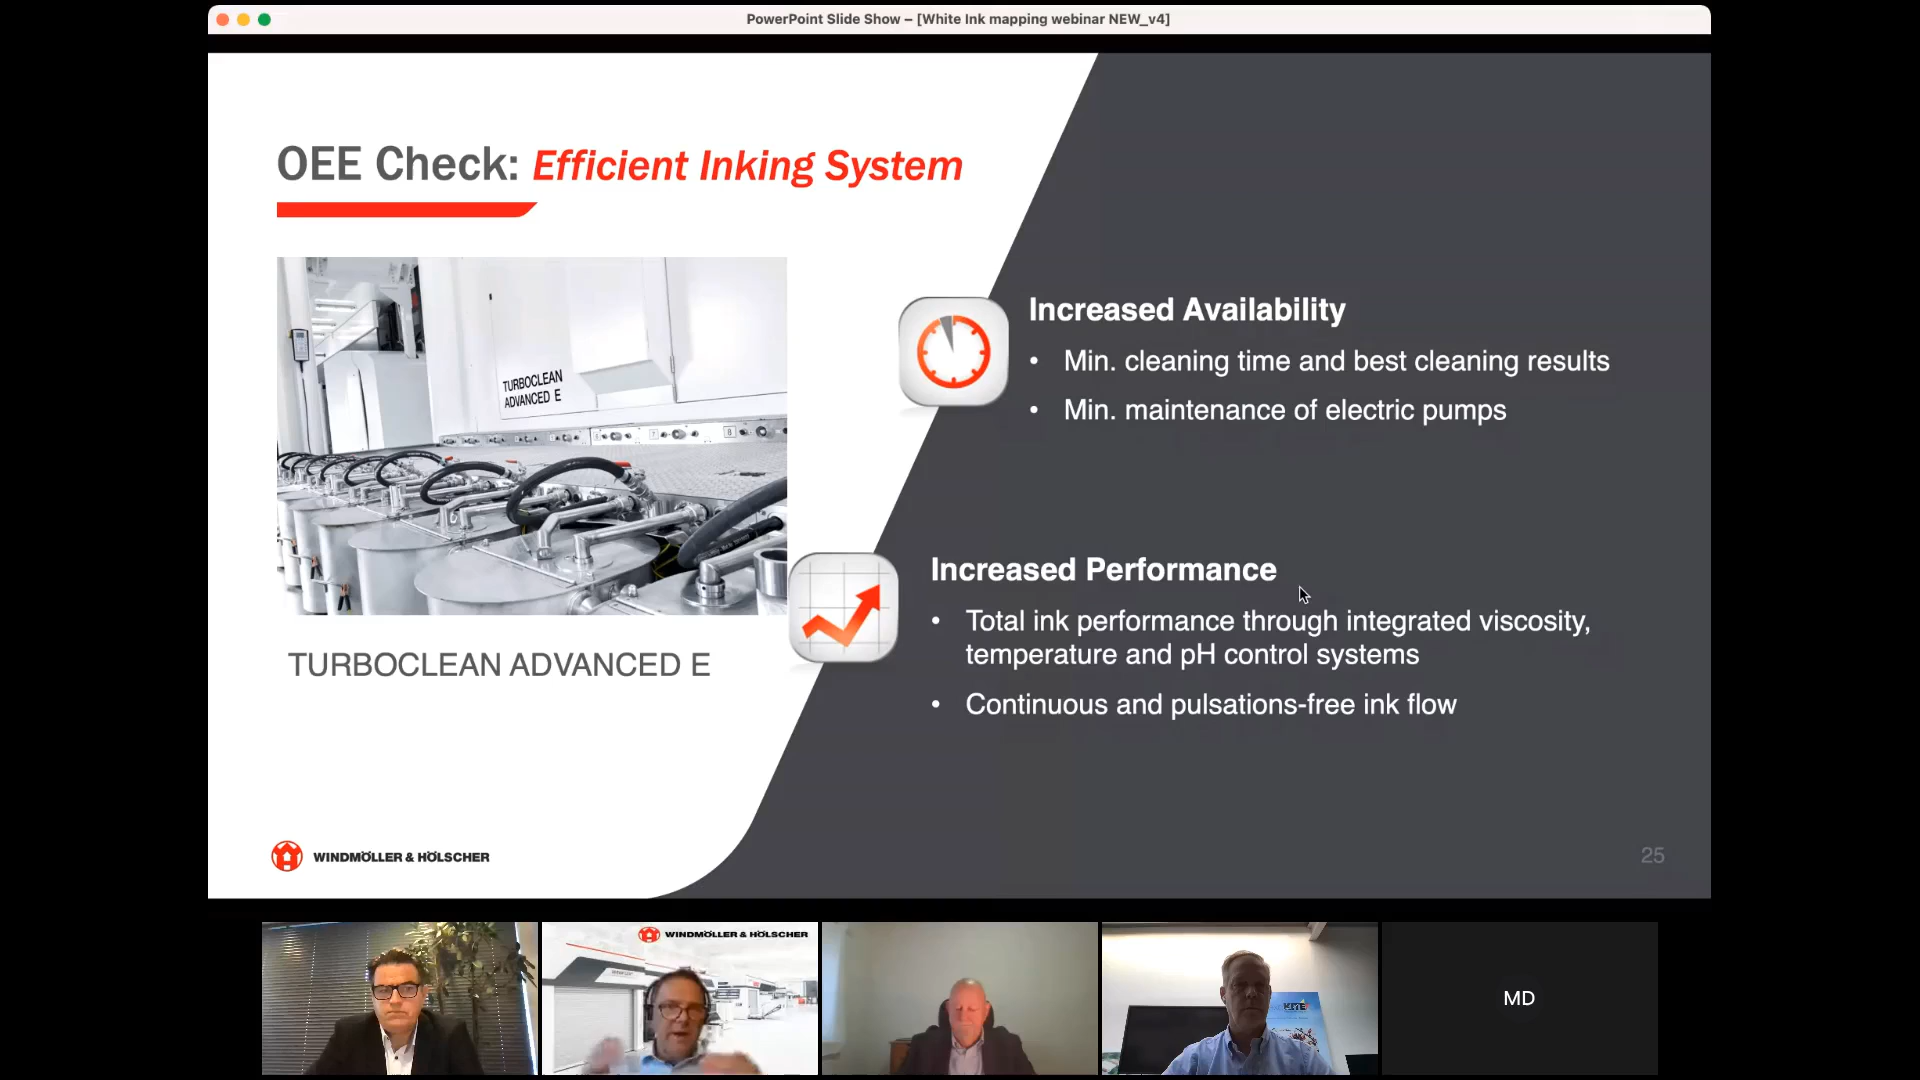 PowerPoint Slide Show – [White Ink mapping webinar NEW_v4]
OEE Check: Efficient Inking System
TURBOCLEAN
ADVANCED E
TURBOCLEAN ADVANCED E
Increased Availability
• Min. cleaning time and best cleaning results
• Min. maintenance of electric pumps
Increased Performance
• Total ink performance through integrated viscosity,
temperature and pH control systems
• Continuous and pulsations-free ink flow
WINDMÖLLER & HÖLSCHER
25
WINDMÖLLER & HÖLSCHER
MD